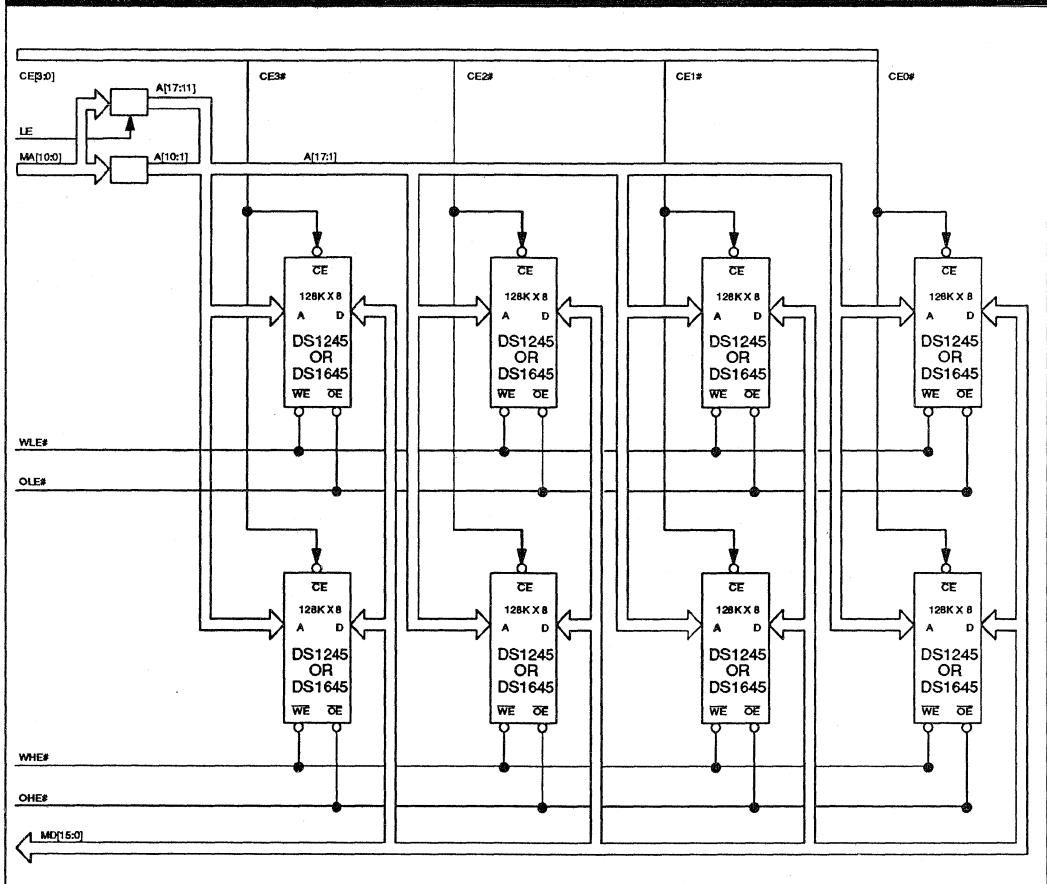 CE[3:0] CE3# CE2# CE1# CE0#
A[17:11]
LE
MA[10:0] A[10:1] A[17:1]
CE CE CE CE
128K X 8 128K X 8 128K X 8 128K X 8
A D A D A D A D
DS1245 DS1245 DS1245 DS1245
OR OR OR OR
DS1645 DS1645 DS1645 DS1645
WE OE WE OE WE OE WE OE
WLE#
OLE#
CE CE CE CE
128K X 8 128K X 8 128K X 8 128K X 8
A D A D A D A D
DS1245 DS1245 DS1245 DS1245
OR OR OR OR
DS1645 DS1645 DS1645 DS1645
WE OE WE OE WE OE WE OE
WHE#
OHE#
MD[15:0]